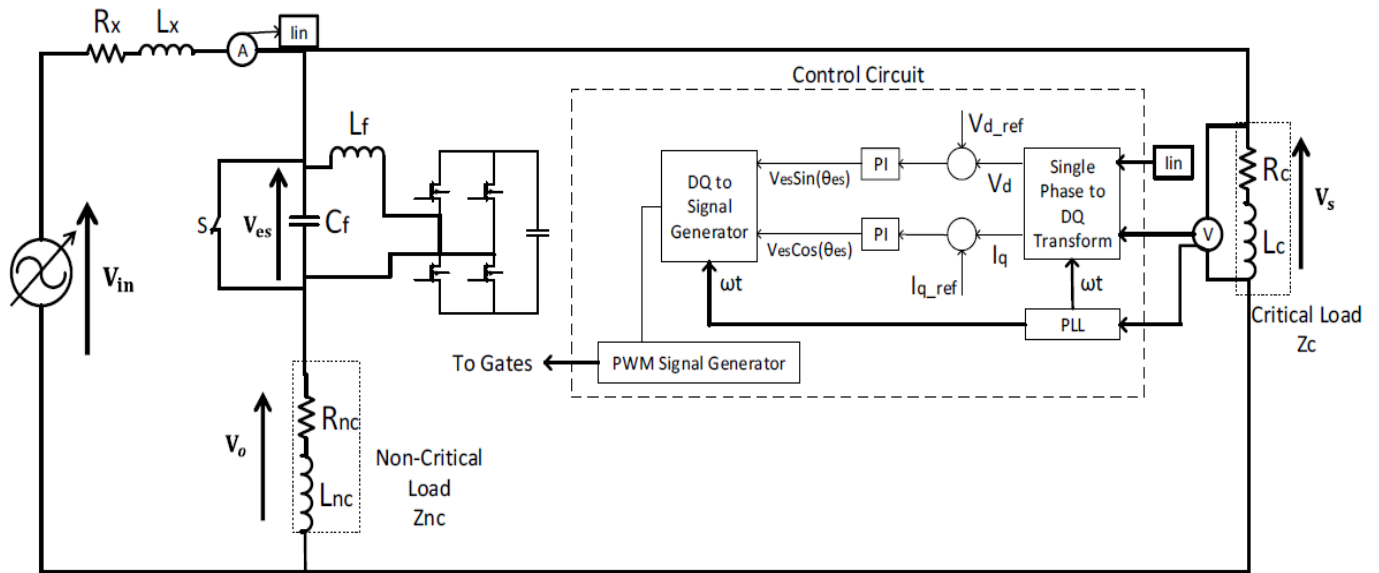 Rx Lx
A
Iin
Vin
S
Ves
Cf
Lf
Vo
Rnc
Lnc
Non-Critical
Load
Znc
Control Circuit
DQ to
Signal
Generator
VesSin(θes)
VesCos(θes)
PI
PI
Vd_ref
Vd
Iq
Iq_ref
Single
Phase to
DQ
Transform
Iin
ωt
ωt
PLL
PWM Signal Generator
To Gates
V
Rc
Lc
Vs
Critical Load
Zc